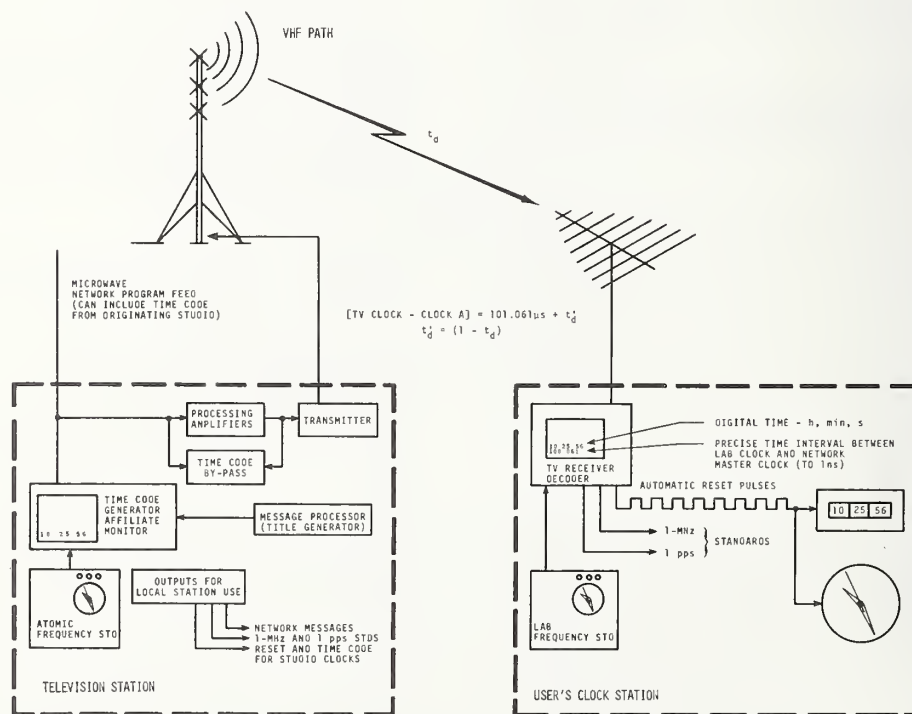 VHF PATH
t_d
MICROWAVE
NETWORK PROGRAM FEED
(CAN INCLUDE TIME CODE
FROM ORIGINATING STUDIO)
[TV CLOCK - CLOCK A] = 101.061µs + t'_d
t'_d = (1 - t_d)
PROCESSING
AMPLIFIERS
TRANSMITTER
TIME CODE
BY-PASS
TIME CODE
GENERATOR
AFFILIATE
MONITOR
10 25 56
MESSAGE PROCESSOR
(TITLE GENERATOR)
ATOMIC
FREQUENCY STD
OUTPUTS FOR
LOCAL STATION USE
NETWORK MESSAGES
1-MHz AND 1 pps STDS
RESET AND TIME CODE
FOR STUDIO CLOCKS
TELEVISION STATION
10 25 56
TV RECEIVER
DECODER
DIGITAL TIME - h, min, s
PRECISE TIME INTERVAL BETWEEN
LAB CLOCK AND NETWORK
MASTER CLOCK (TO 1ns)
AUTOMATIC RESET PULSES
10 25 56
1-MHz
1 pps
STANDARDS
LAB
FREQUENCY STD
USER'S CLOCK STATION